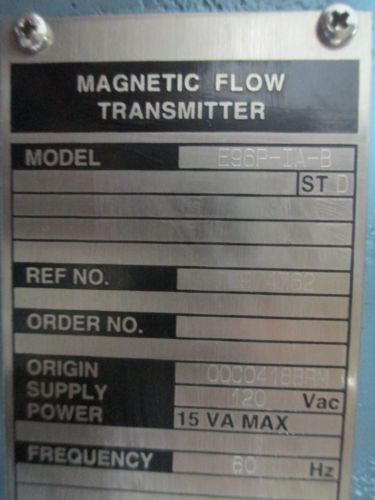 MAGNETIC FLOW
TRANSMITTER
MODEL E96P-IA-B
ST D
REF NO.
ORDER NO.
ORIGIN
SUPPLY 120 Vac
POWER 15 VA MAX
FREQUENCY 60 Hz